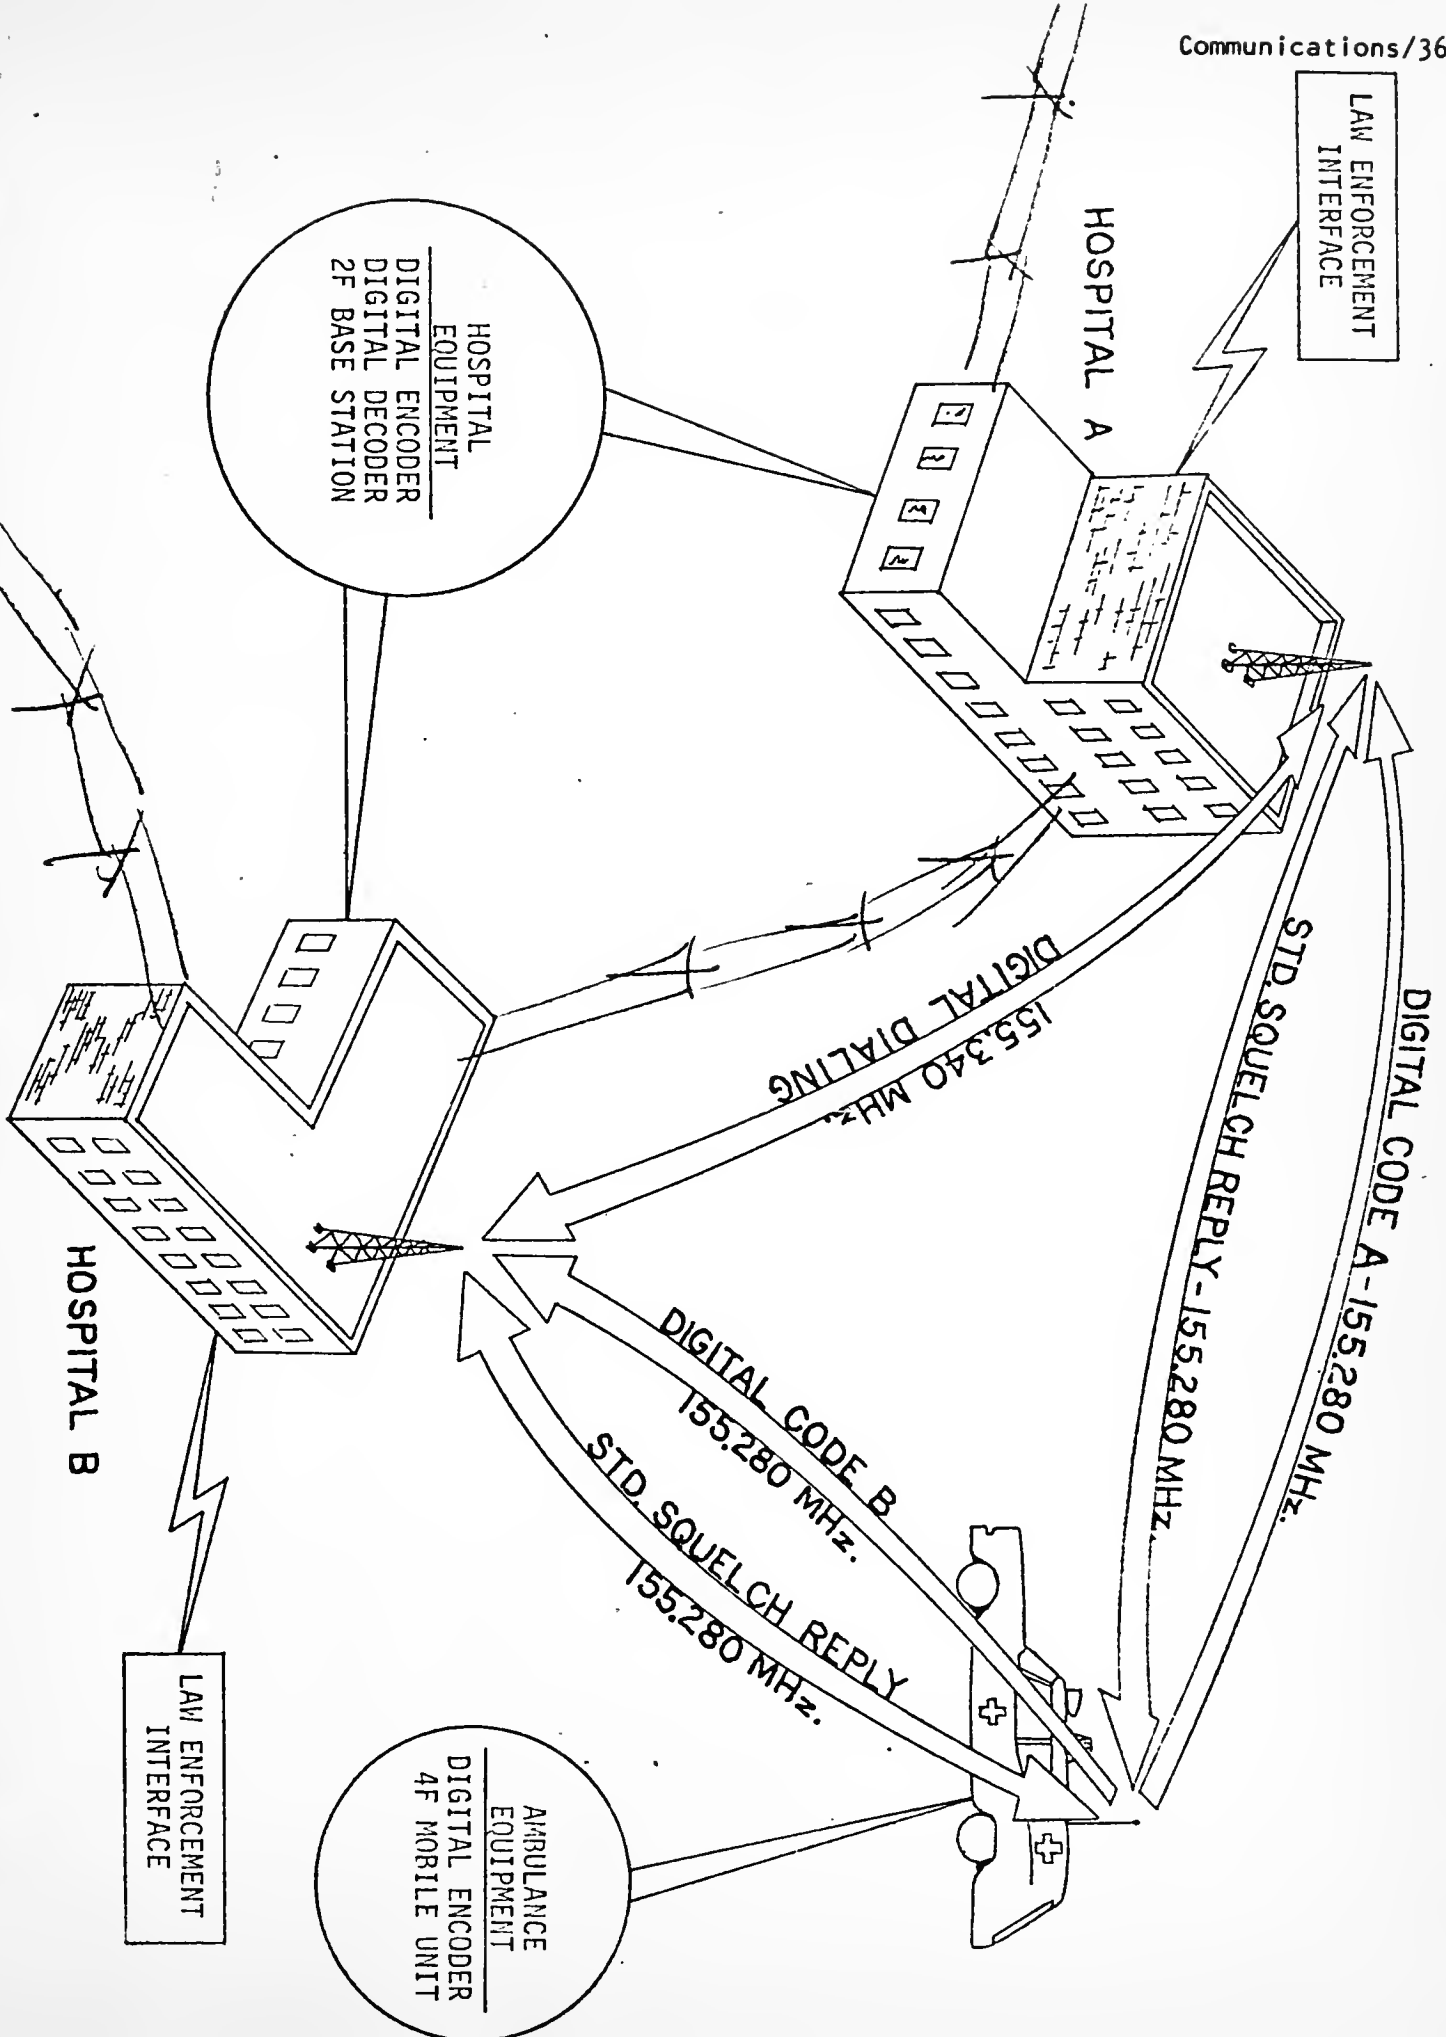 Communications/36
LAW ENFORCEMENT
INTERFACE
HOSPITAL A
HOSPITAL
EQUIPMENT
DIGITAL ENCODER
DIGITAL DECODER
2F BASE STATION
DIGITAL CODE A-155.280 MHz.
STD. SQUELCH REPLY-155.280 MHz.
DIGITAL DIALING
155.340 MHz.
DIGITAL CODE B
155.280 MHz.
STD. SQUELCH REPLY
155.280 MHz.
HOSPITAL B
AMBULANCE
EQUIPMENT
DIGITAL ENCODER
4F MOBILE UNIT
LAW ENFORCEMENT
INTERFACE